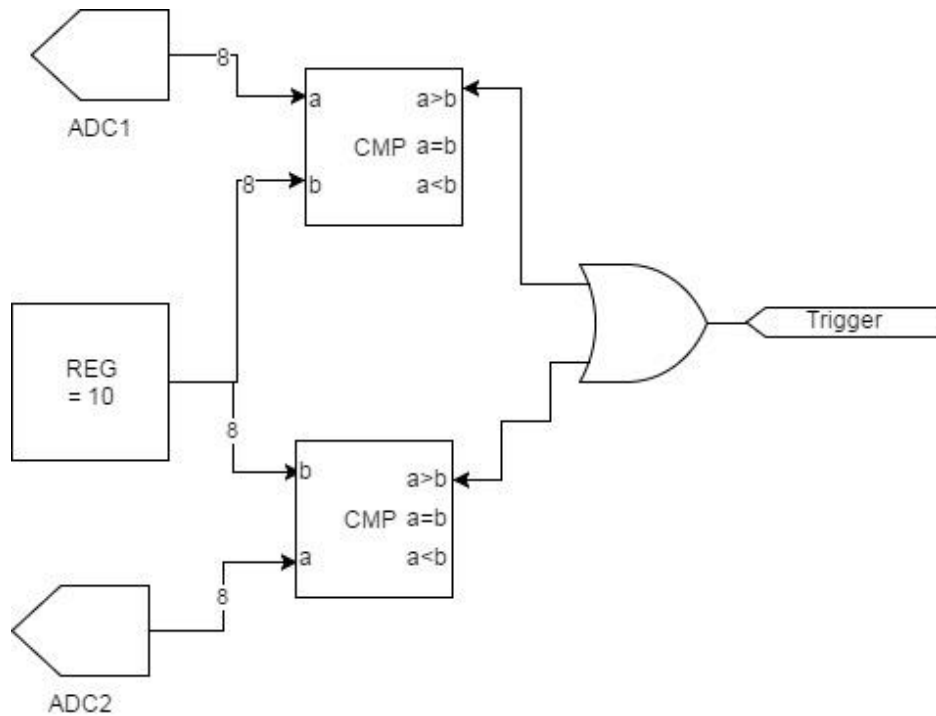 8
ADC1
a
a>b
CMP
a=b
8
b
a<b
Trigger
REG
= 10
8
b
a>b
CMP
a=b
a
a<b
8
ADC2